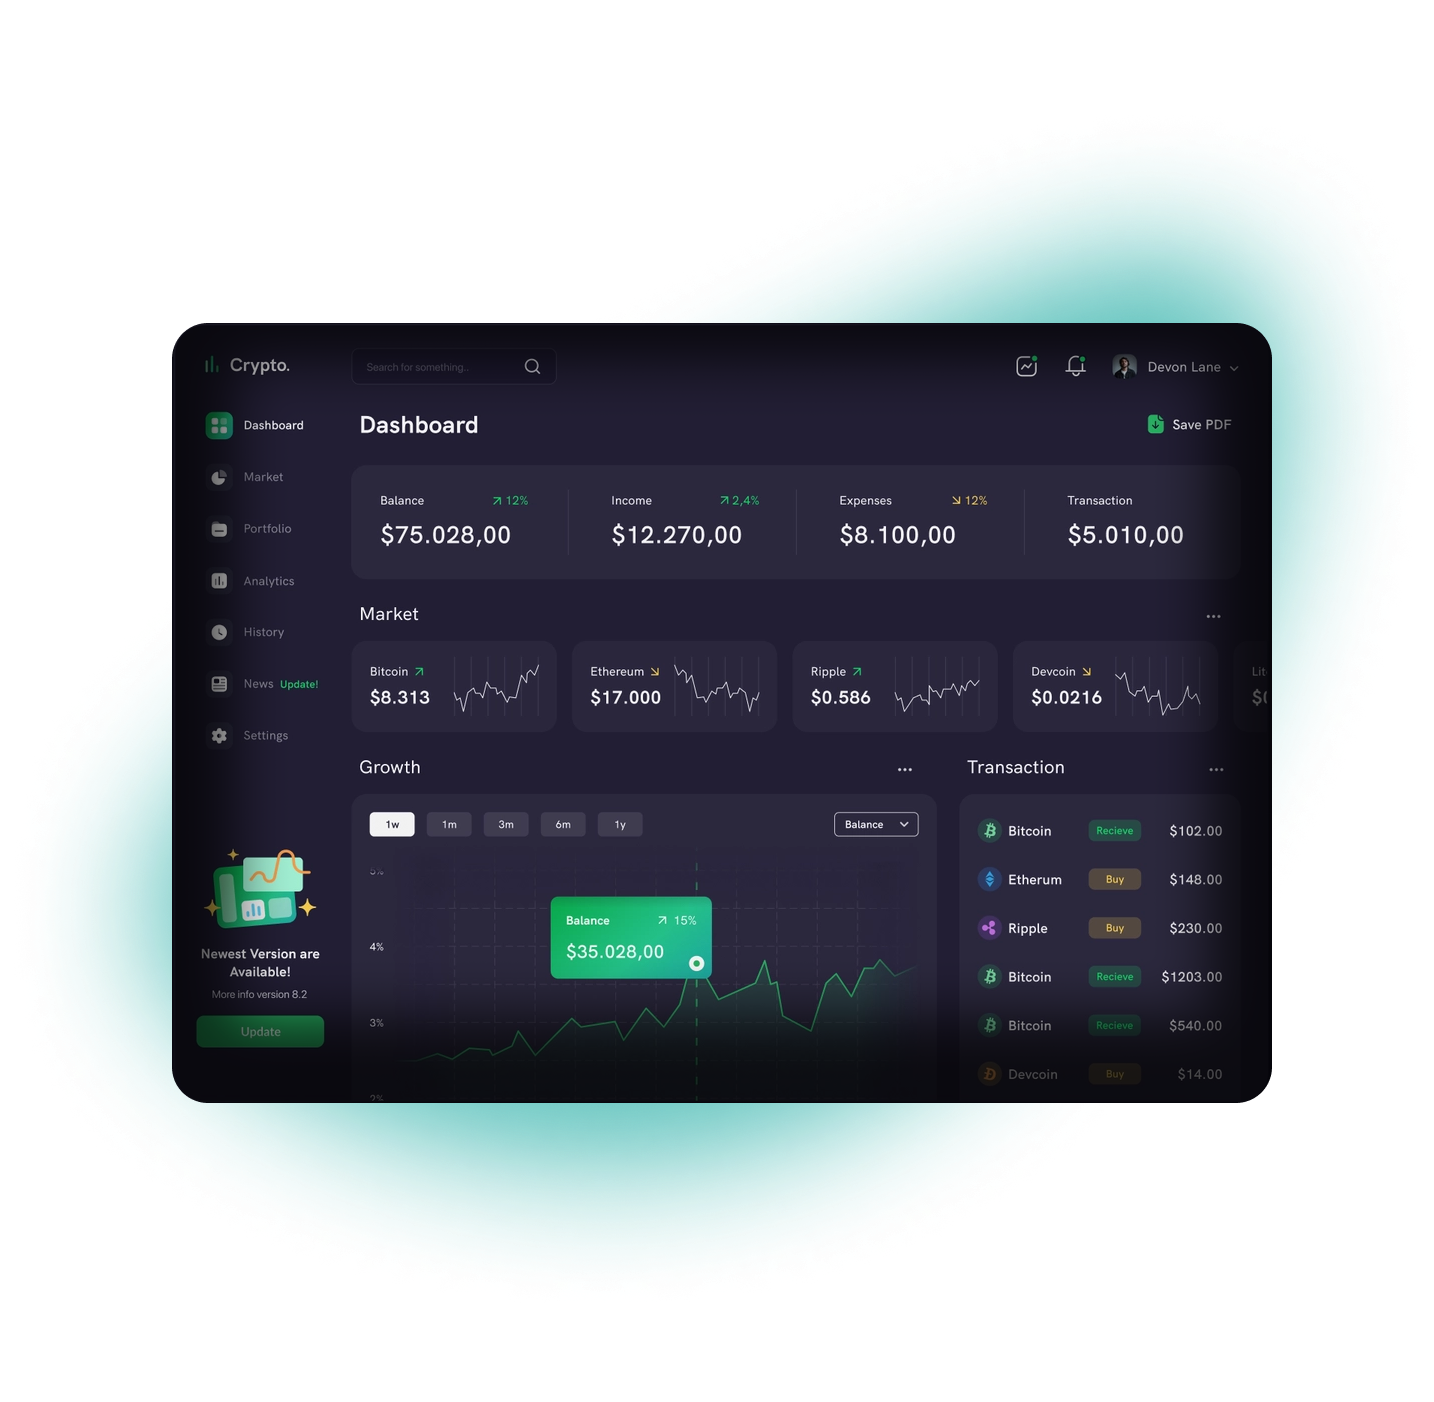 Crypto.
Search for something..
Devon Lane
Dashboard
Market
Portfolio
Analytics
History
News Update!
Settings
Newest Version are
Available!
More info version 8.2
Update
Dashboard
Save PDF
Balance 12%
$75.028,00
Income 2,4%
$12.270,00
Expenses 12%
$8.100,00
Transaction
$5.010,00
Market
Bitcoin
$8.313
Ethereum
$17.000
Ripple
$0.586
Devcoin
$0.0216
Lit
$0
Growth
1w 1m 3m 6m 1y
Balance
5%
4%
3%
2%
Balance 15%
$35.028,00
Transaction
Bitcoin Recieve $102.00
Etherum Buy $148.00
Ripple Buy $230.00
Bitcoin Recieve $1203.00
Bitcoin Recieve $540.00
Devcoin Buy $14.00